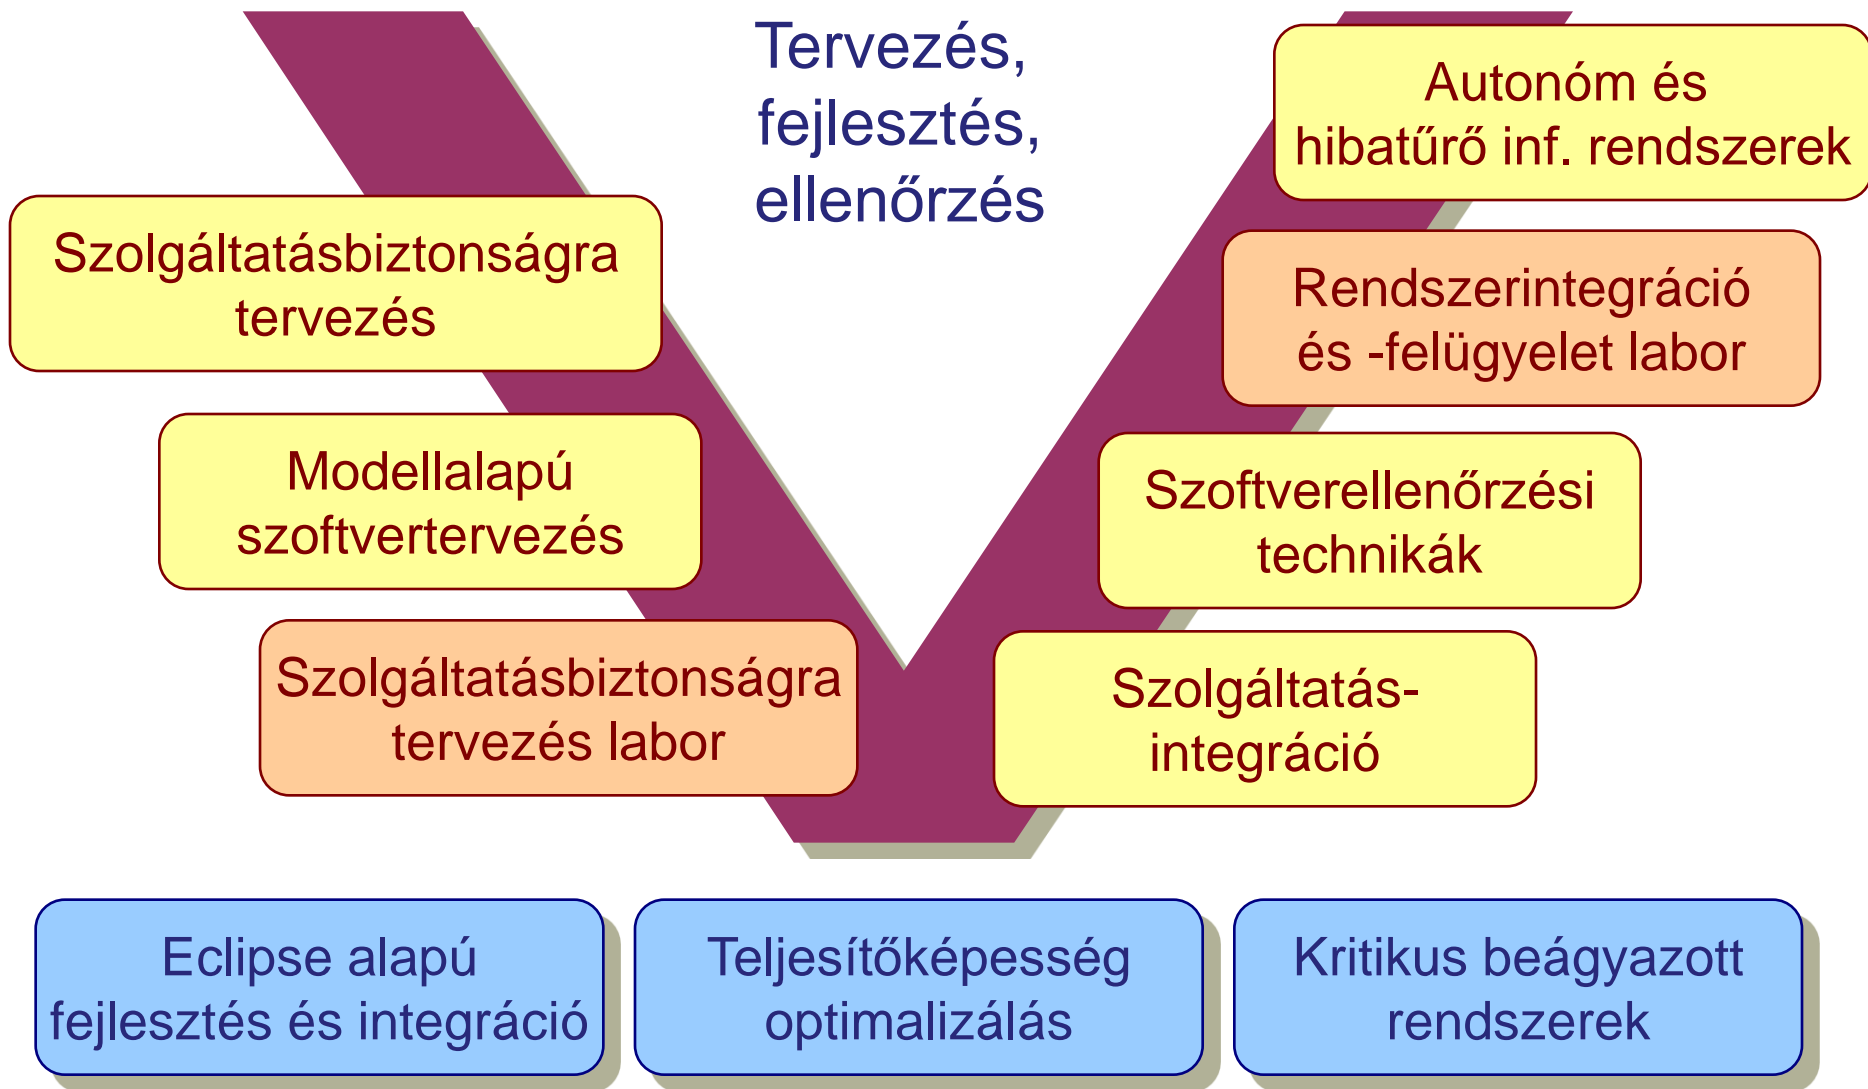 Tervezés,
fejlesztés,
ellenőrzés
Szolgáltatásbiztonságra
tervezés
Modellalapú
szoftvertervezés
Szolgáltatásbiztonságra
tervezés labor
Autonóm és
hibatűrő inf. rendszerek
Rendszerintegráció
és -felügyelet labor
Szoftverellenőrzési
technikák
Szolgáltatás-
integráció
Eclipse alapú
fejlesztés és integráció
Teljesítőképesség
optimalizálás
Kritikus beágyazott
rendszerek